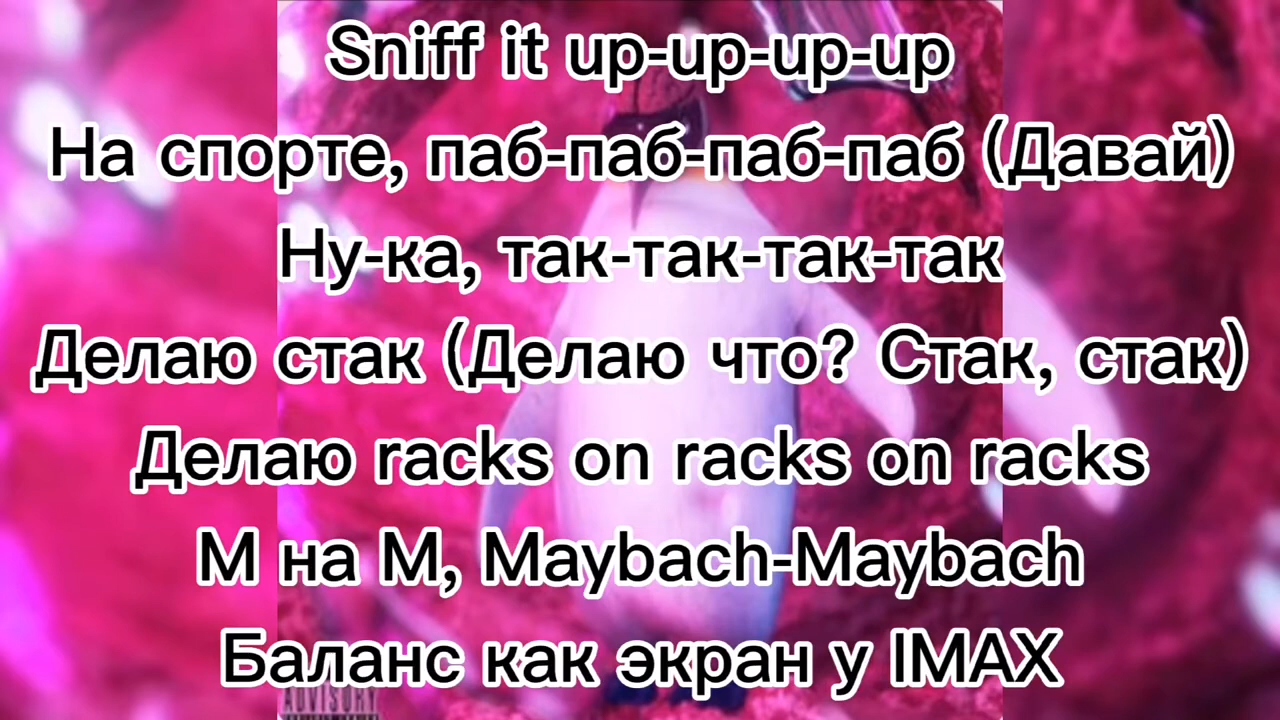 Sniff it up-up-up-up
На спорте, паб-паб-паб-паб (Давай)
Ну-ка, так-так-так-так
Делаю стак (Делаю что? Стак, стак)
Делаю racks on racks on racks
М на М, Maybach-Maybach
Баланс как экран у IMAX
ADVISORY